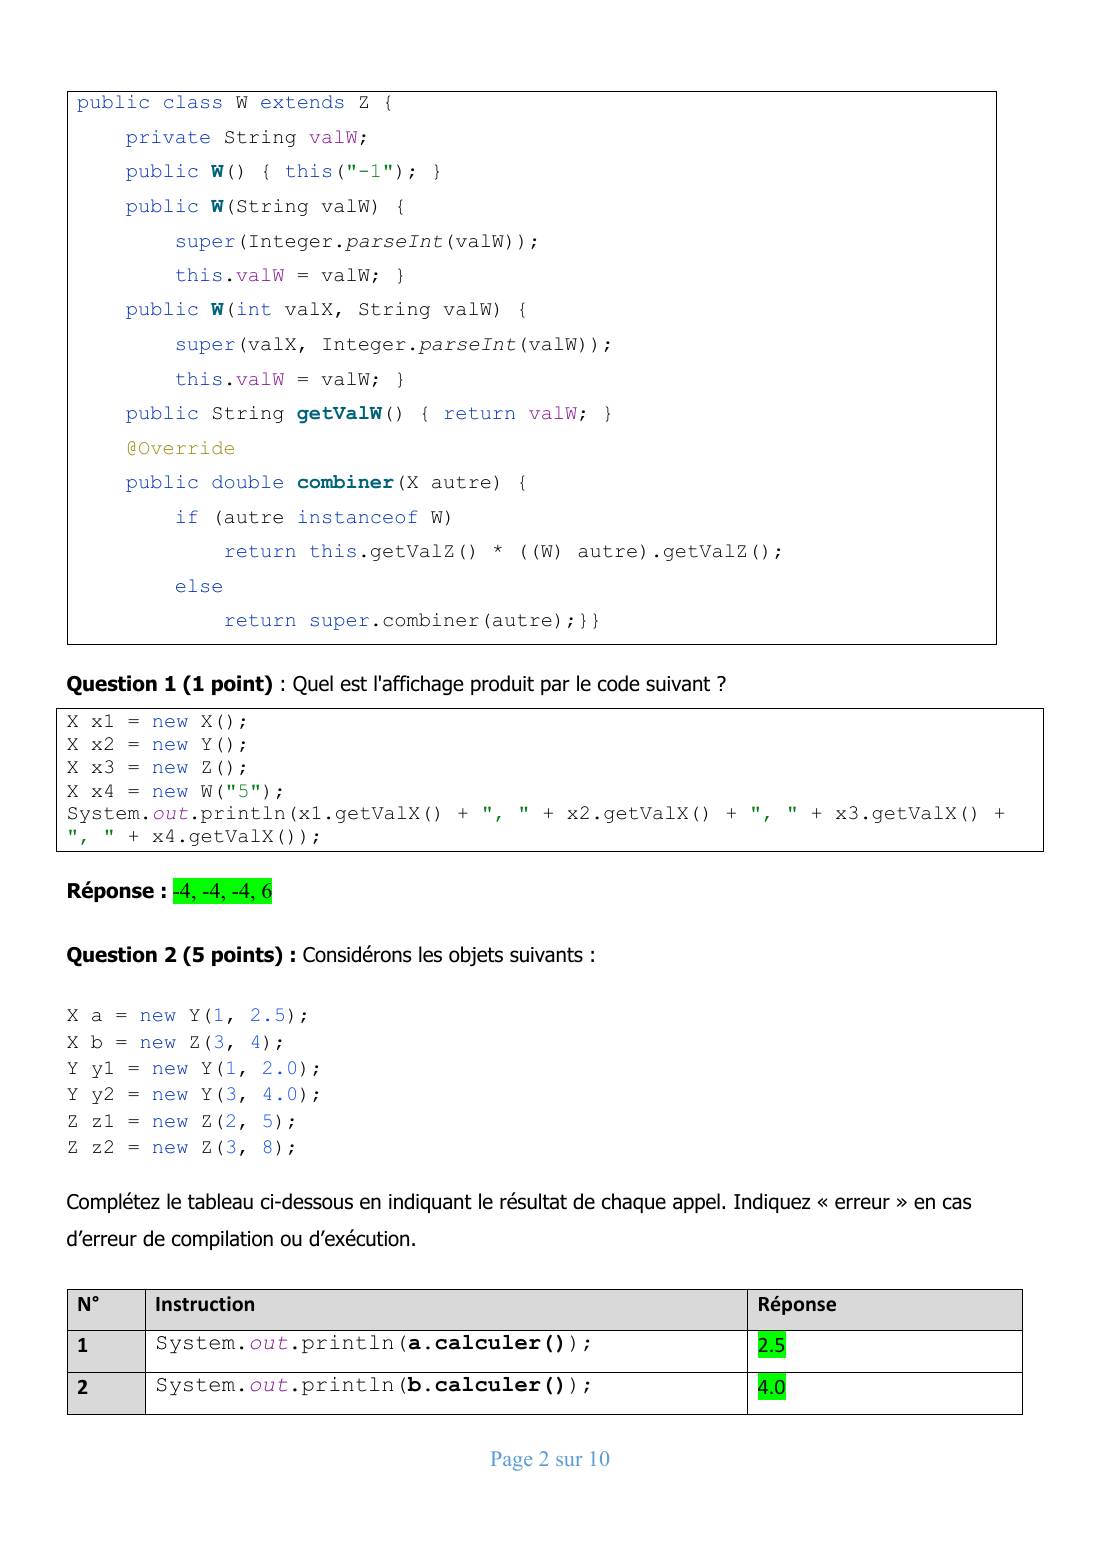 public class W extends Z {
    private String valW;
    public W() { this("-1"); }
    public W(String valW) {
        super(Integer.parseInt(valW));
        this.valW = valW; }
    public W(int valX, String valW) {
        super(valX, Integer.parseInt(valW));
        this.valW = valW; }
    public String getValW() { return valW; }
    @Override
    public double combiner(X autre) {
        if (autre instanceof W)
            return this.getValZ() * ((W) autre).getValZ();
        else
            return super.combiner(autre);}}
Question 1 (1 point) : Quel est l'affichage produit par le code suivant ?
X x1 = new X();
X x2 = new Y();
X x3 = new Z();
X x4 = new W("5");
System.out.println(x1.getValX() + ", " + x2.getValX() + ", " + x3.getValX() +
", " + x4.getValX());
Réponse : -4, -4, -4, 6
Question 2 (5 points) : Considérons les objets suivants :
X a = new Y(1, 2.5);
X b = new Z(3, 4);
Y y1 = new Y(1, 2.0);
Y y2 = new Y(3, 4.0);
Z z1 = new Z(2, 5);
Z z2 = new Z(3, 8);
Complétez le tableau ci-dessous en indiquant le résultat de chaque appel. Indiquez « erreur » en cas
d’erreur de compilation ou d’exécution.
N° Instruction Réponse
1 System.out.println(a.calculer()); 2.5
2 System.out.println(b.calculer()); 4.0
Page 2 sur 10